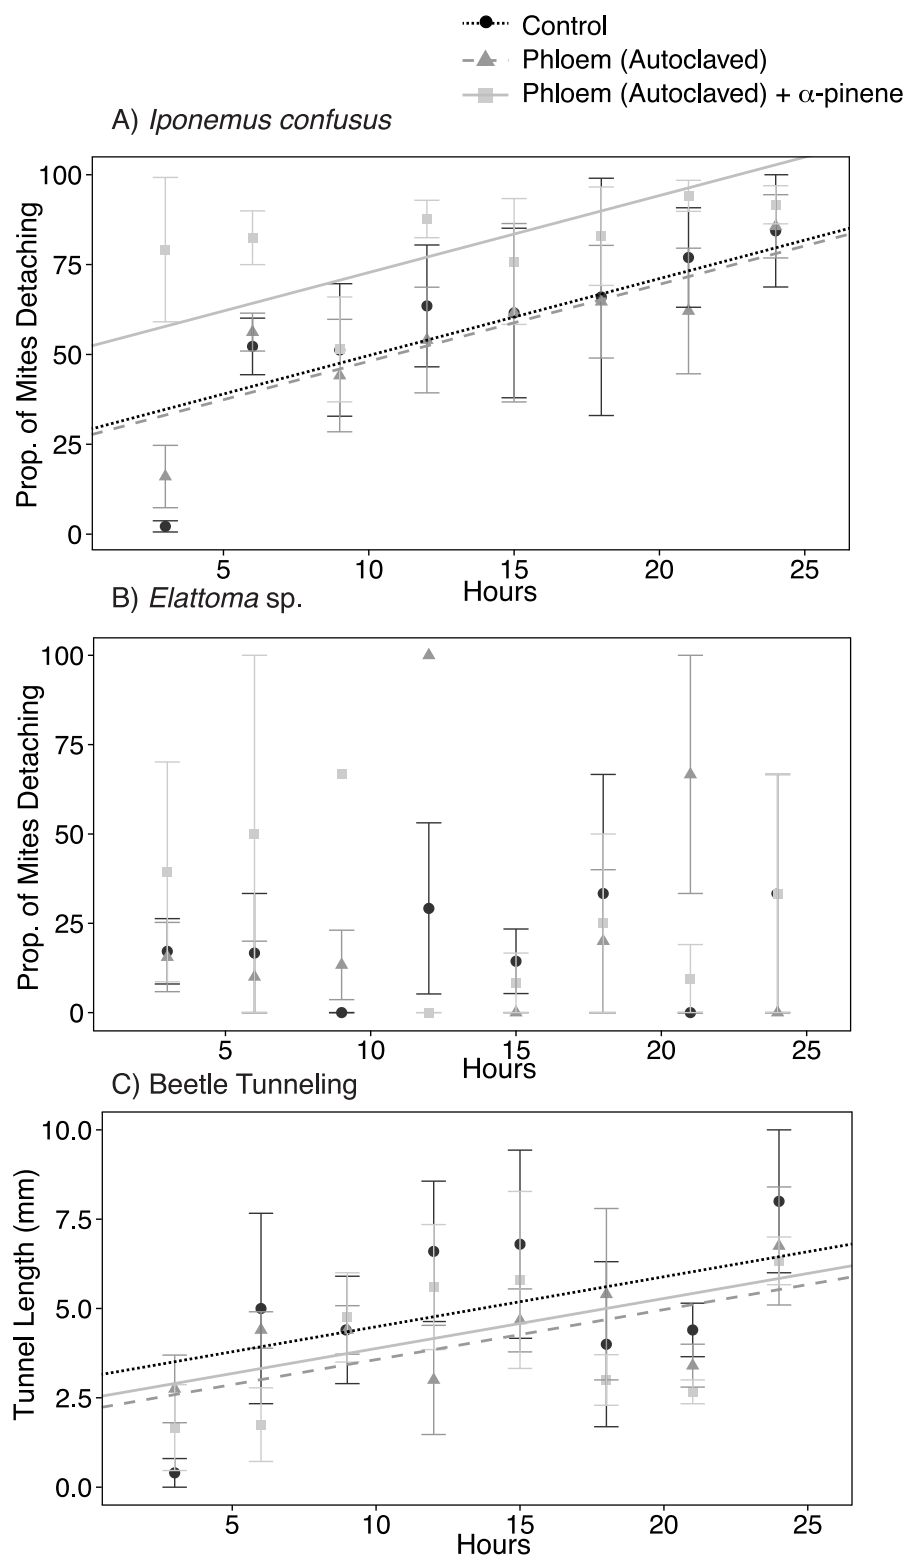 Control
Phloem (Autoclaved)
Phloem (Autoclaved) + α-pinene
A) Iponemus confusus
Prop. of Mites Detaching
100
75
50
25
0
5 10 15 20 25
Hours
B) Elattoma sp.
Prop. of Mites Detaching
100
75
50
25
0
5 10 15 20 25
Hours
C) Beetle Tunneling
Tunnel Length (mm)
10.0
7.5
5.0
2.5
0.0
5 10 15 20 25
Hours